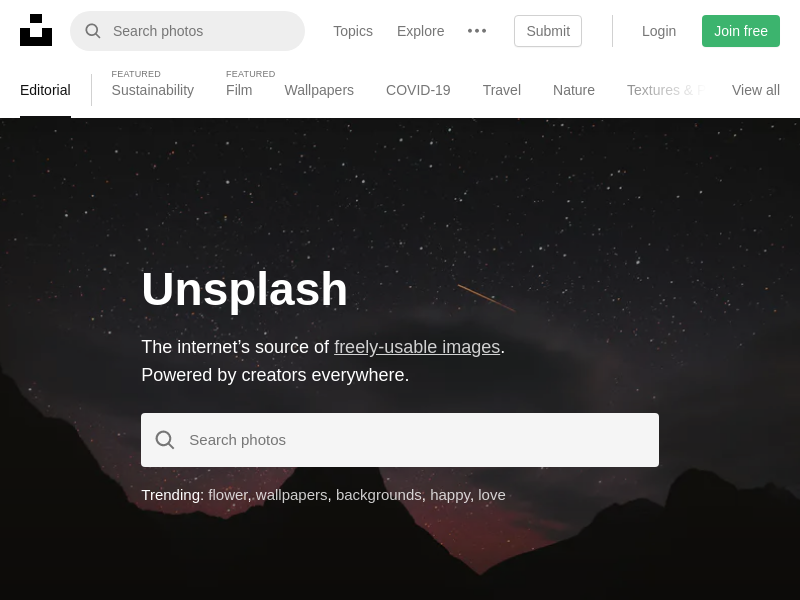 Search photos
Topics
Explore
Submit
Login
Join free
Editorial
FEATURED
Sustainability
FEATURED
Film
Wallpapers
COVID-19
Travel
Nature
Textures &
View all
Unsplash
The internet's source of freely-usable images.
Powered by creators everywhere.
Search photos
Trending: flower, wallpapers, backgrounds, happy, love